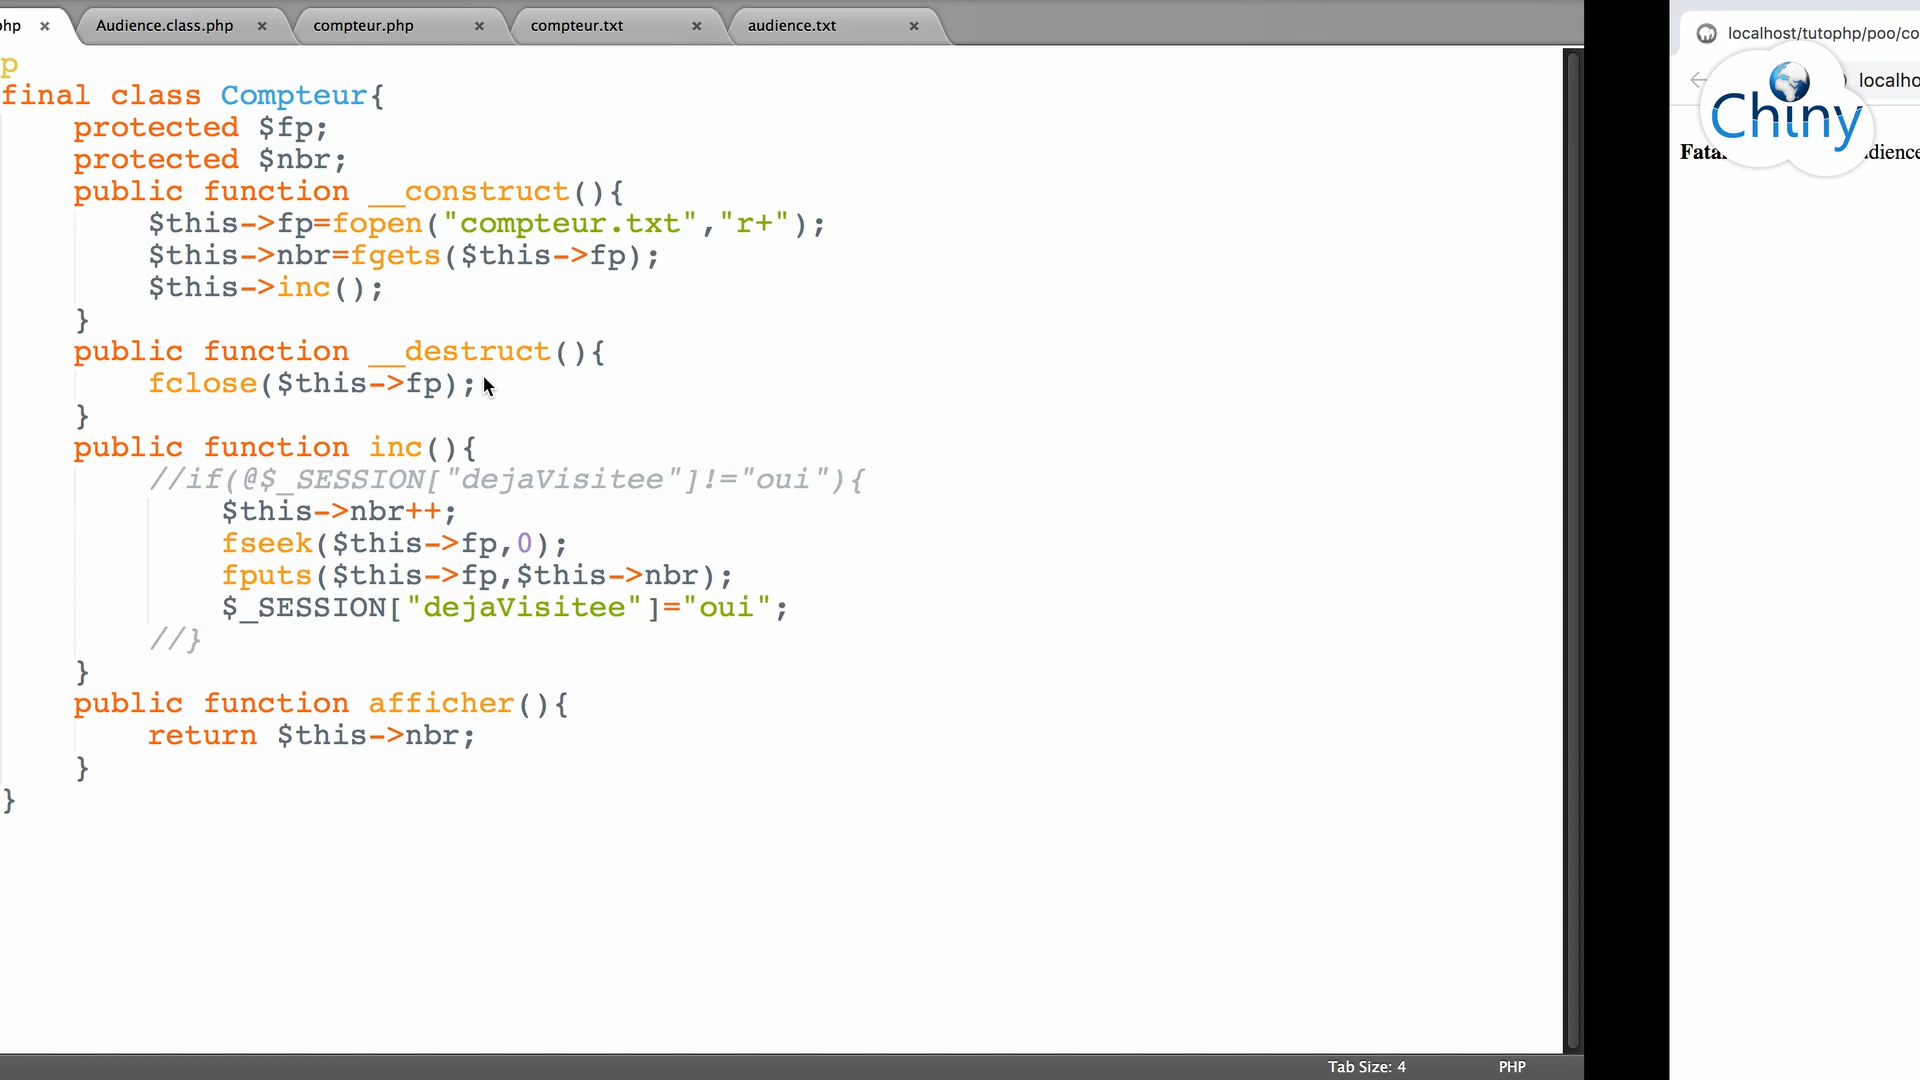 hp
Audience.class.php
compteur.php
compteur.txt
audience.txt
p
final class Compteur{
protected $fp;
protected $nbr;
public function __construct(){
$this->fp=fopen("compteur.txt","r+");
$this->nbr=fgets($this->fp);
$this->inc();
}
public function __destruct(){
fclose($this->fp);
}
public function inc(){
//if(@$_SESSION["dejaVisitee"]!="oui"){
$this->nbr++;
fseek($this->fp,0);
fputs($this->fp,$this->nbr);
$_SESSION["dejaVisitee"]="oui";
//}
}
public function afficher(){
return $this->nbr;
}
}
Tab Size: 4
PHP
localhost/tutophp/poo/co
localho
Chiny